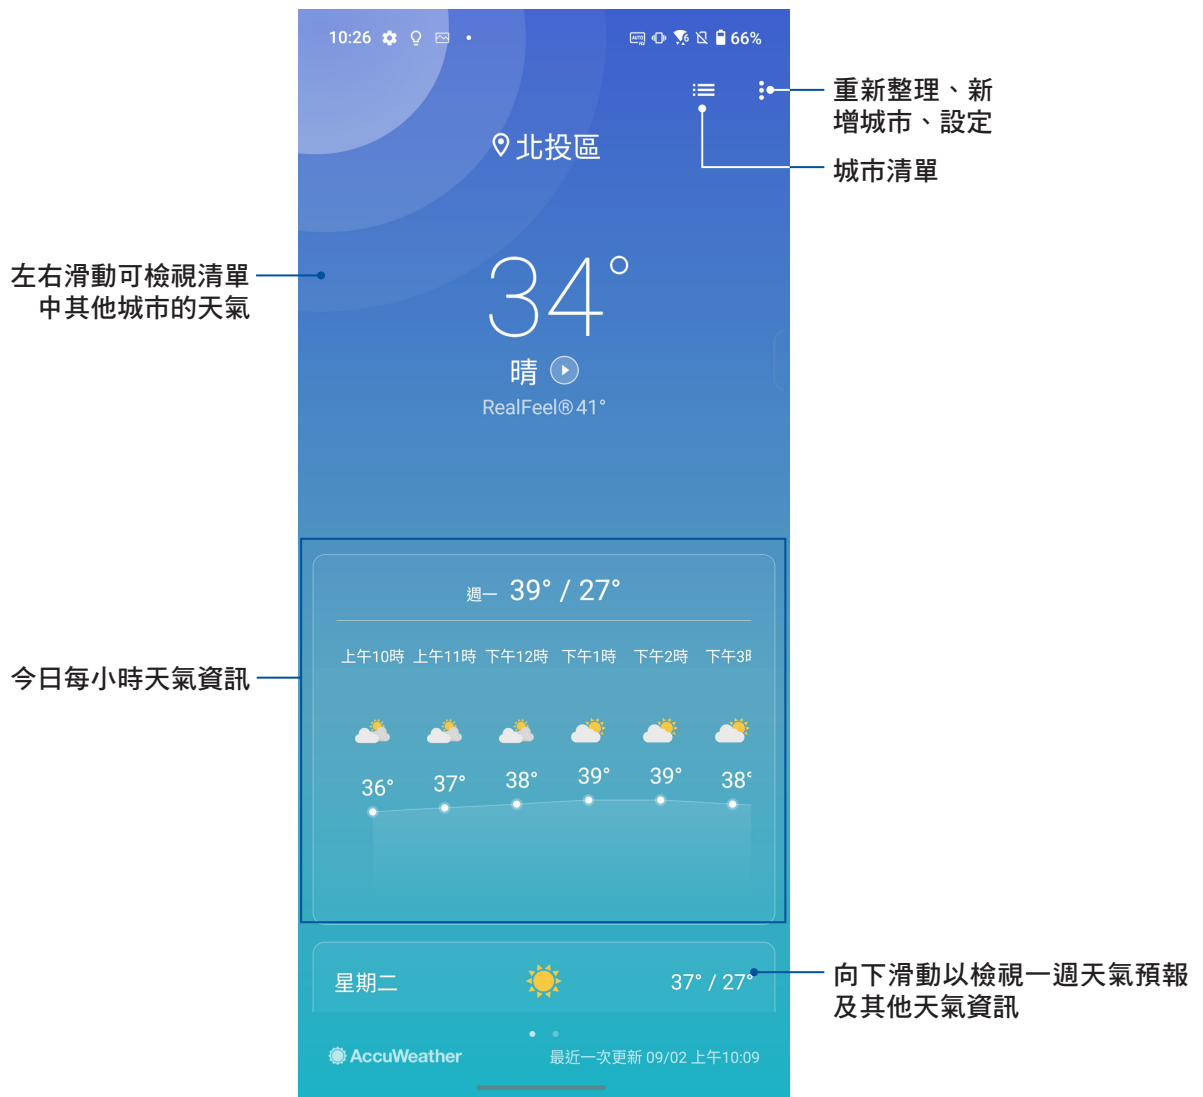 10:26
66%
重新整理、新
增城市、設定
北投區
城市清單
左右滑動可檢視清單
中其他城市的天氣
34°
晴
RealFeel®41°
週一 39° / 27°
今日每小時天氣資訊
上午10時 上午11時 下午12時 下午1時 下午2時 下午3
36° 37° 38° 39° 39° 38°
星期二 37° / 27°
向下滑動以檢視一週天氣預報
及其他天氣資訊
AccuWeather 最近一次更新 09/02 上午10:09